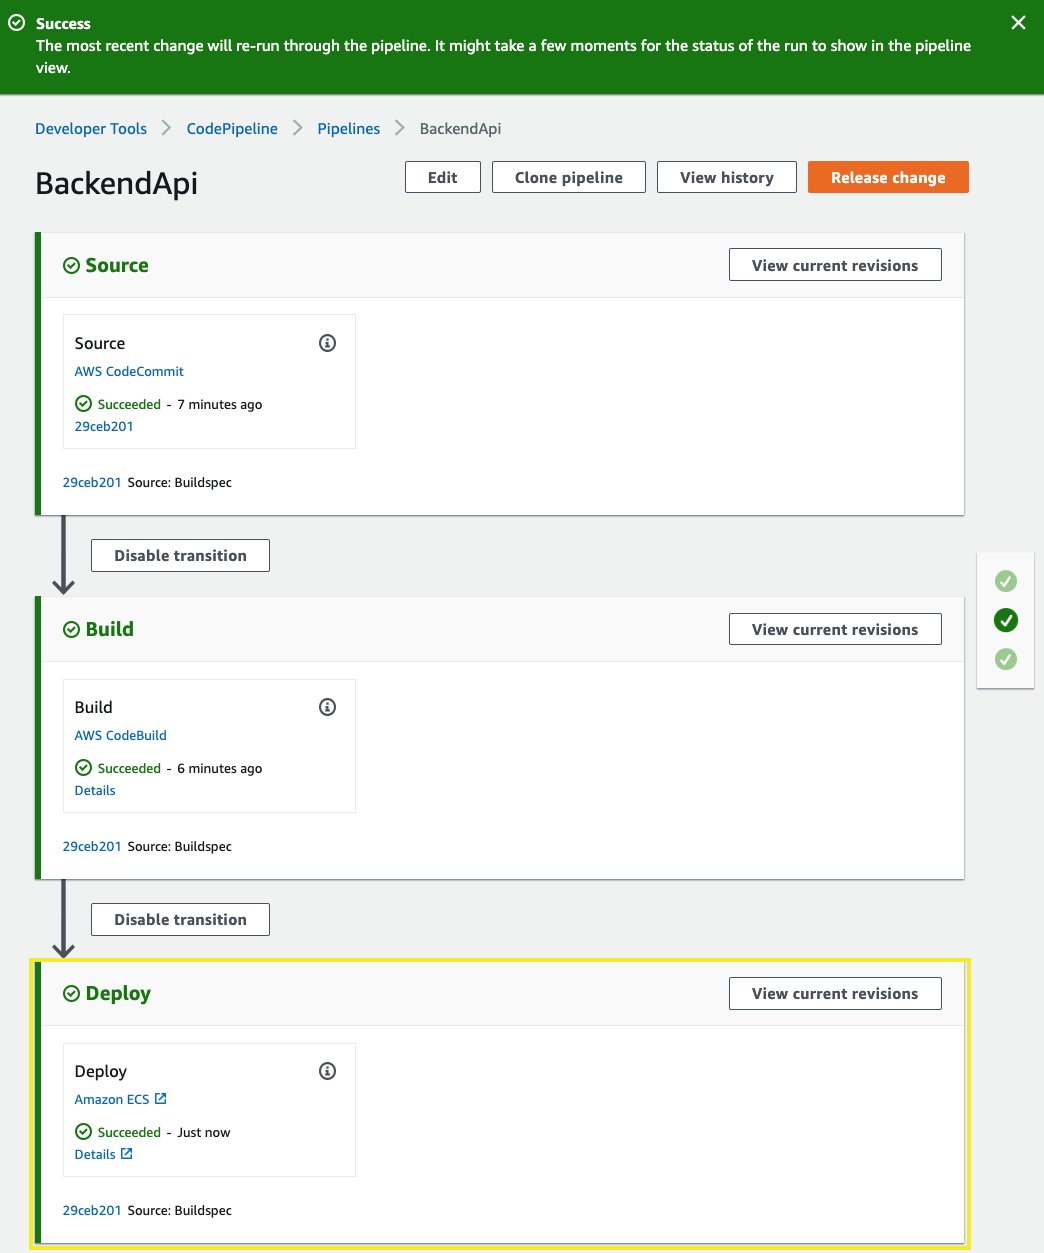 Success
The most recent change will re-run through the pipeline. It might take a few moments for the status of the run to show in the pipeline
view.
Developer Tools CodePipeline Pipelines BackendApi
BackendApi Edit Clone pipeline View history Release change
Source View current revisions
Source
AWS CodeCommit
Succeeded - 7 minutes ago
29ceb201
29ceb201 Source: Buildspec
Disable transition
Build View current revisions
Build
AWS CodeBuild
Succeeded - 6 minutes ago
Details
29ceb201 Source: Buildspec
Disable transition
Deploy View current revisions
Deploy
Amazon ECS
Succeeded - Just now
Details
29ceb201 Source: Buildspec